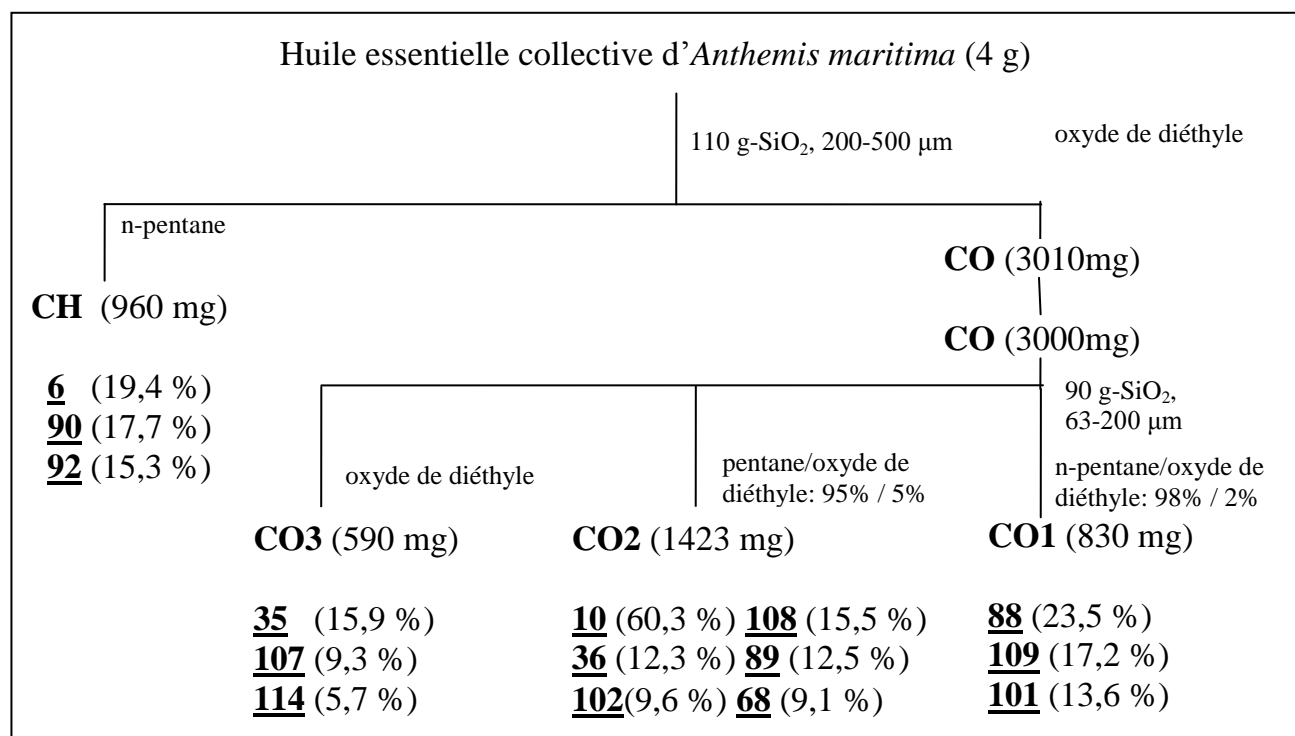 Huile essentielle collective d'Anthemis maritima (4 g)
110 g-SiO₂, 200-500 μm
oxyde de diéthyle
n-pentane
CH (960 mg)
6 (19,4 %)
90 (17,7 %)
92 (15,3 %)
CO (3010mg)
CO (3000mg)
90 g-SiO₂,
63-200 μm
oxyde de diéthyle
pentane/oxyde de
diéthyle: 95% / 5%
n-pentane/oxyde de
diéthyle: 98% / 2%
CO3 (590 mg)
CO2 (1423 mg)
CO1 (830 mg)
35 (15,9 %)
107 (9,3 %)
114 (5,7 %)
10 (60,3 %) 108 (15,5 %)
36 (12,3 %) 89 (12,5 %)
102(9,6 %) 68 (9,1 %)
88 (23,5 %)
109 (17,2 %)
101 (13,6 %)